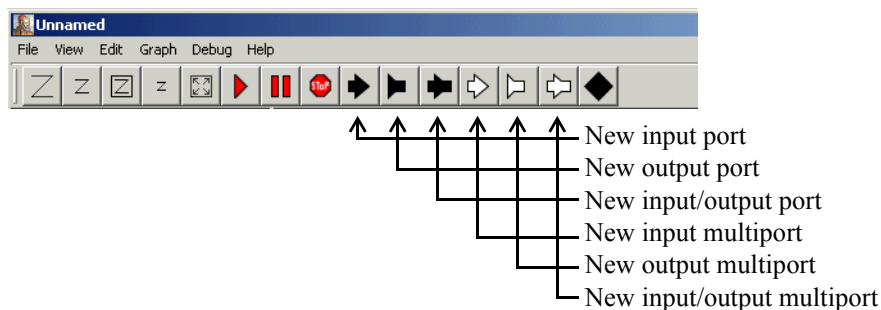 Unnamed
File View Edit Graph Debug Help
Z Z Z Z STOP
New input port
New output port
New input/output port
New input multiport
New output multiport
New input/output multiport